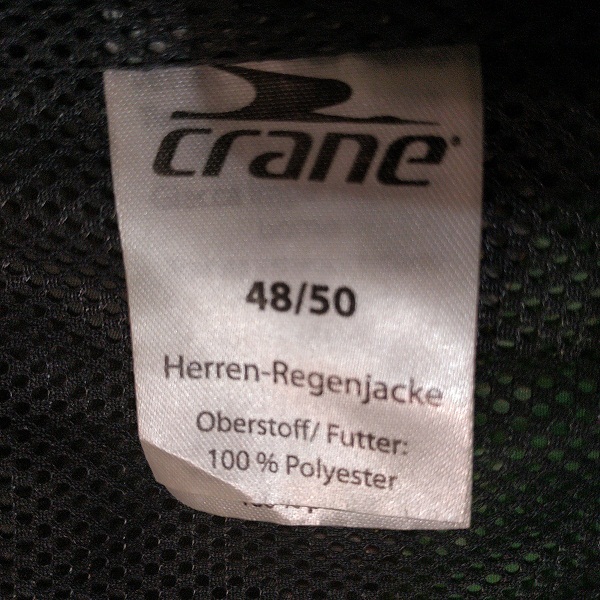 crane
48/50
Herren-Regenjacke
Oberstoff/ Futter:
100 % Polyester